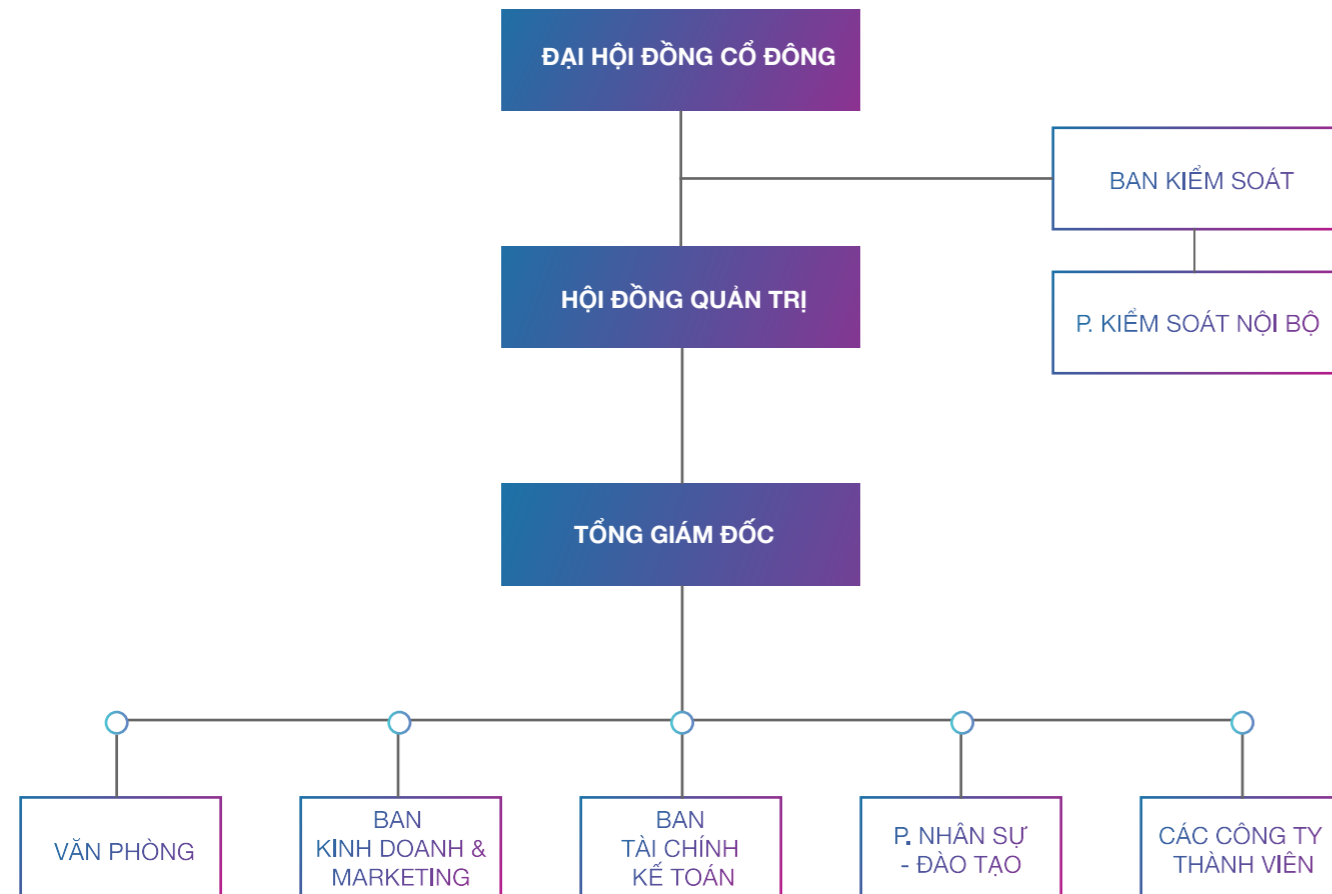 ĐẠI HỘI ĐỒNG CỔ ĐÔNG
BAN KIỂM SOÁT
HỘI ĐỒNG QUẢN TRỊ
P. KIỂM SOÁT NỘI BỘ
TỔNG GIÁM ĐỐC
VĂN PHÒNG
BAN
KINH DOANH &
MARKETING
BAN
TÀI CHÍNH
KẾ TOÁN
P. NHÂN SỰ
- ĐÀO TẠO
CÁC CÔNG TY
THÀNH VIÊN